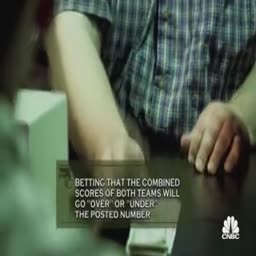 BETTING THAT THE COMBINED
SCORES OF BOTH TEAMS WILL
GO "OVER" OR "UNDER"
THE POSTED NUMBER
CNBC